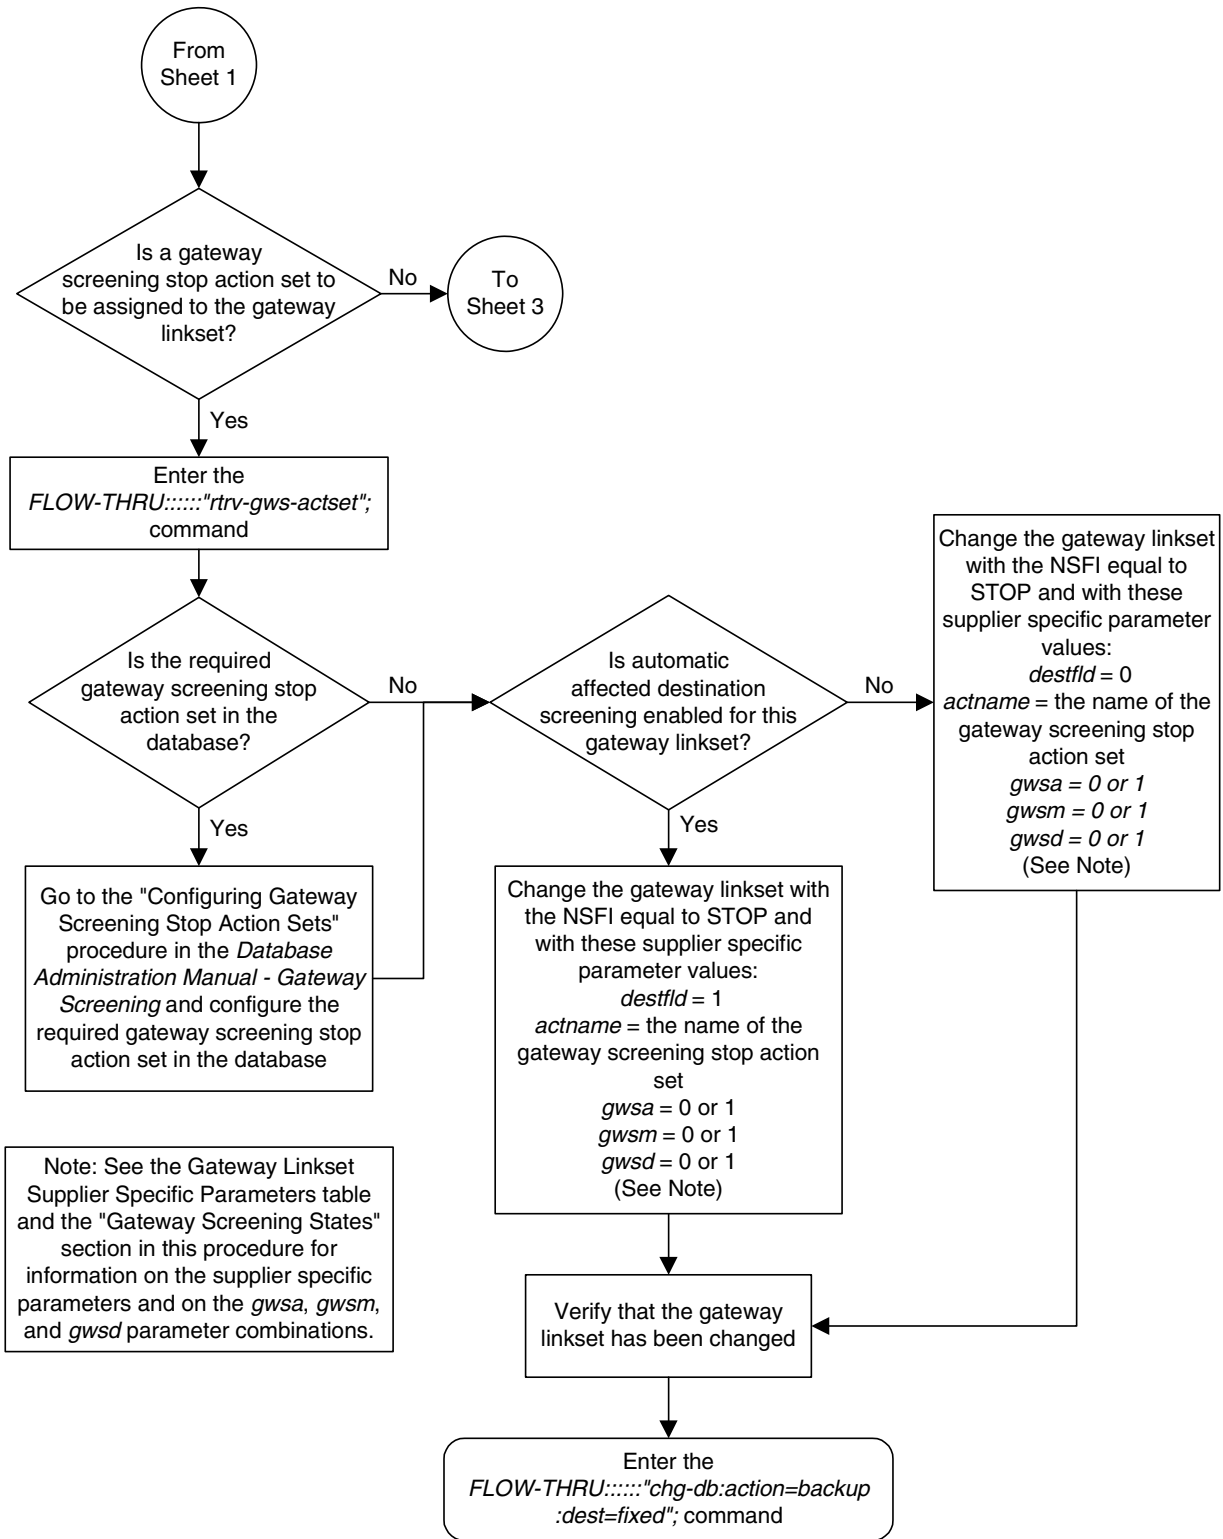 From
Sheet 1
Is a gateway
screening stop action set to
be assigned to the gateway
linkset?
No
To
Sheet 3
Yes
Enter the
FLOW-THRU::::::"rtrv-gws-actset";
command
Is the required
gateway screening stop
action set in the
database?
No
Is automatic
affected destination
screening enabled for this
gateway linkset?
No
Change the gateway linkset
with the NSFI equal to
STOP and with these
supplier specific parameter
values:
destfld = 0
actname = the name of the
gateway screening stop
action set
gwsa = 0 or 1
gwsm = 0 or 1
gwsd = 0 or 1
(See Note)
Yes
Go to the "Configuring Gateway
Screening Stop Action Sets"
procedure in the Database
Administration Manual - Gateway
Screening and configure the
required gateway screening stop
action set in the database
Yes
Change the gateway linkset with
the NSFI equal to STOP and
with these supplier specific
parameter values:
destfld = 1
actname = the name of the
gateway screening stop action
set
gwsa = 0 or 1
gwsm = 0 or 1
gwsd = 0 or 1
(See Note)
Note: See the Gateway Linkset
Supplier Specific Parameters table
and the "Gateway Screening States"
section in this procedure for
information on the supplier specific
parameters and on the gwsa, gwsm,
and gwsd parameter combinations.
Verify that the gateway
linkset has been changed
Enter the
FLOW-THRU::::::"chg-db:action=backup
:dest=fixed"; command